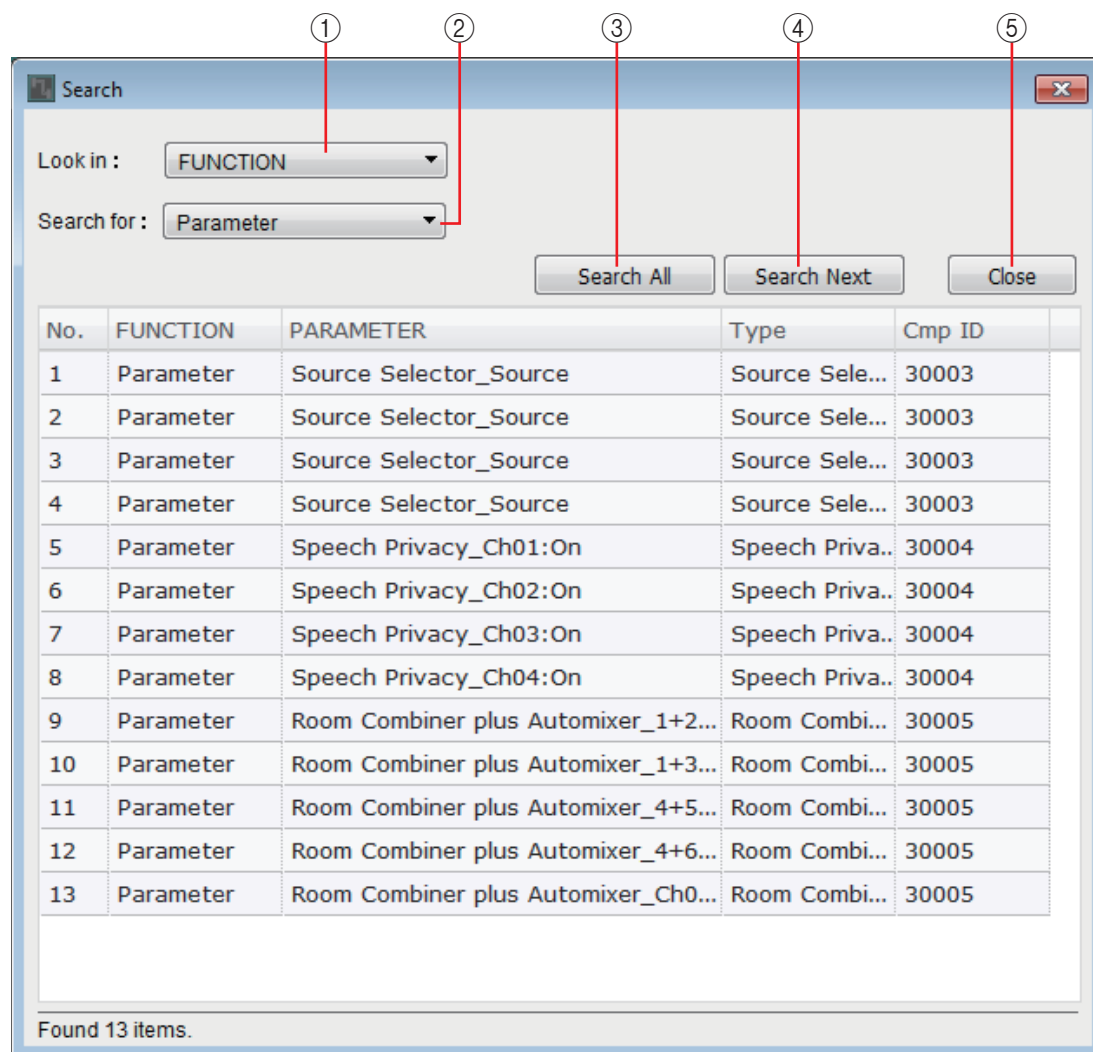 ① ② ③ ④ ⑤
Search
Look in : FUNCTION
Search for : Parameter
Search All Search Next Close
No. FUNCTION PARAMETER Type Cmp ID
1 Parameter Source Selector_Source Source Sele... 30003
2 Parameter Source Selector_Source Source Sele... 30003
3 Parameter Source Selector_Source Source Sele... 30003
4 Parameter Source Selector_Source Source Sele... 30003
5 Parameter Speech Privacy_Ch01:On Speech Priva.. 30004
6 Parameter Speech Privacy_Ch02:On Speech Priva.. 30004
7 Parameter Speech Privacy_Ch03:On Speech Priva.. 30004
8 Parameter Speech Privacy_Ch04:On Speech Priva.. 30004
9 Parameter Room Combiner plus Automixer_1+2... Room Combi... 30005
10 Parameter Room Combiner plus Automixer_1+3... Room Combi... 30005
11 Parameter Room Combiner plus Automixer_4+5... Room Combi... 30005
12 Parameter Room Combiner plus Automixer_4+6... Room Combi... 30005
13 Parameter Room Combiner plus Automixer_Ch0... Room Combi... 30005
Found 13 items.